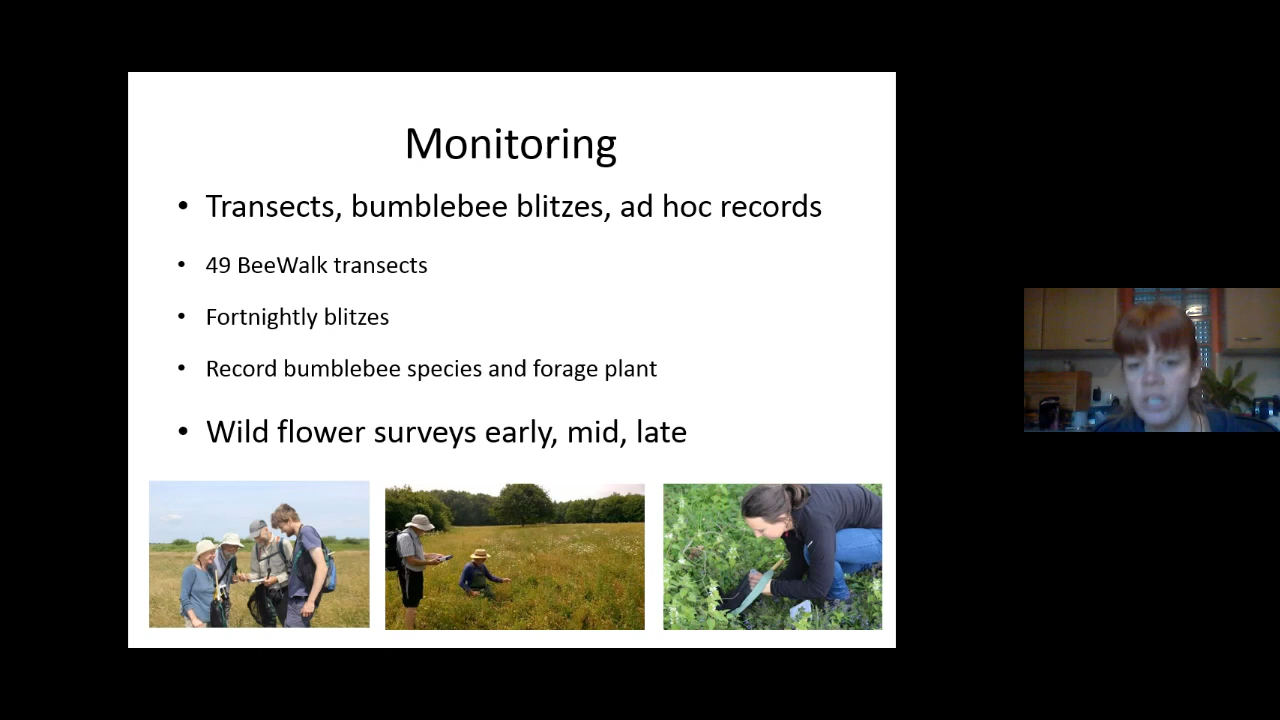 Monitoring
• Transects, bumblebee blitzes, ad hoc records
• 49 BeeWalk transects
• Fortnightly blitzes
• Record bumblebee species and forage plant
• Wild flower surveys early, mid, late